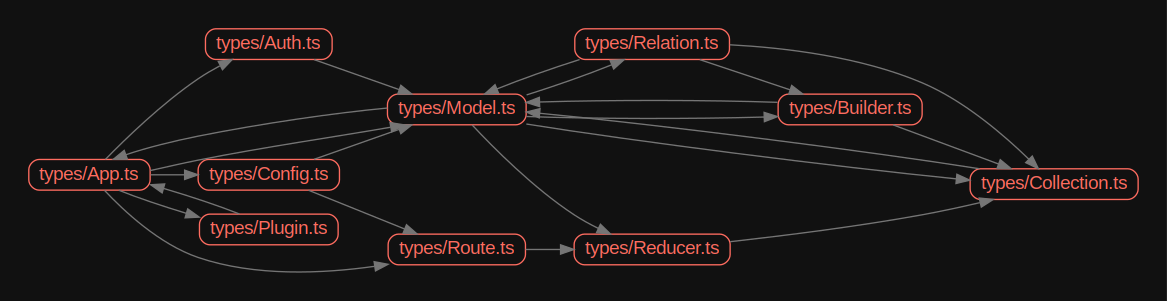 types/Auth.ts
types/Relation.ts
types/Model.ts
types/Builder.ts
types/App.ts
types/Config.ts
types/Collection.ts
types/Plugin.ts
types/Route.ts
types/Reducer.ts